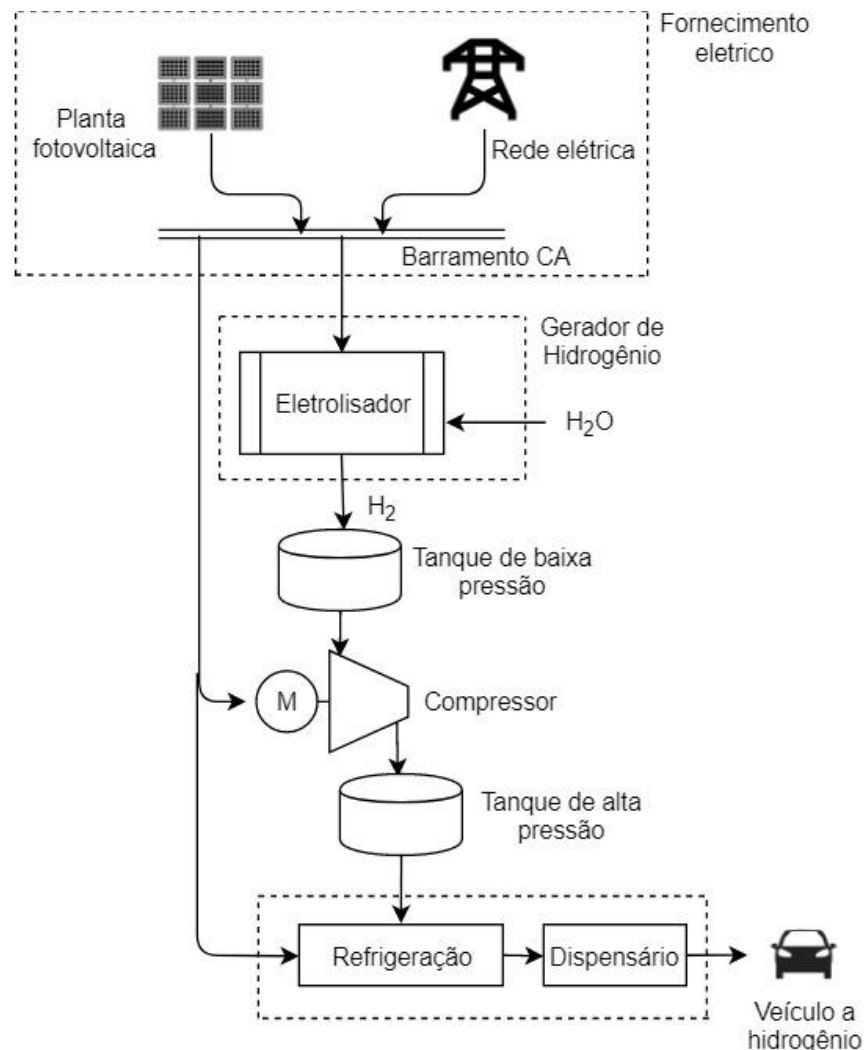 Fornecimento
eletrico
Planta
fotovoltaica
Rede elétrica
Barramento CA
Gerador de
Hidrogênio
Eletrolisador
H₂O
H₂
Tanque de baixa
pressão
M
Compressor
Tanque de alta
pressão
Refrigeração
Dispensário
Veículo a
hidrogênio